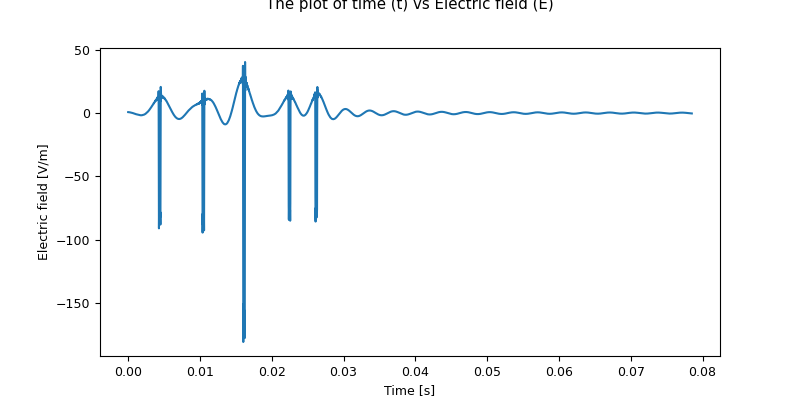 The plot of time (t) vs Electric field (E)
50
0
−50
−100
−150
Electric field [V/m]
0.00 0.01 0.02 0.03 0.04 0.05 0.06 0.07 0.08
Time [s]